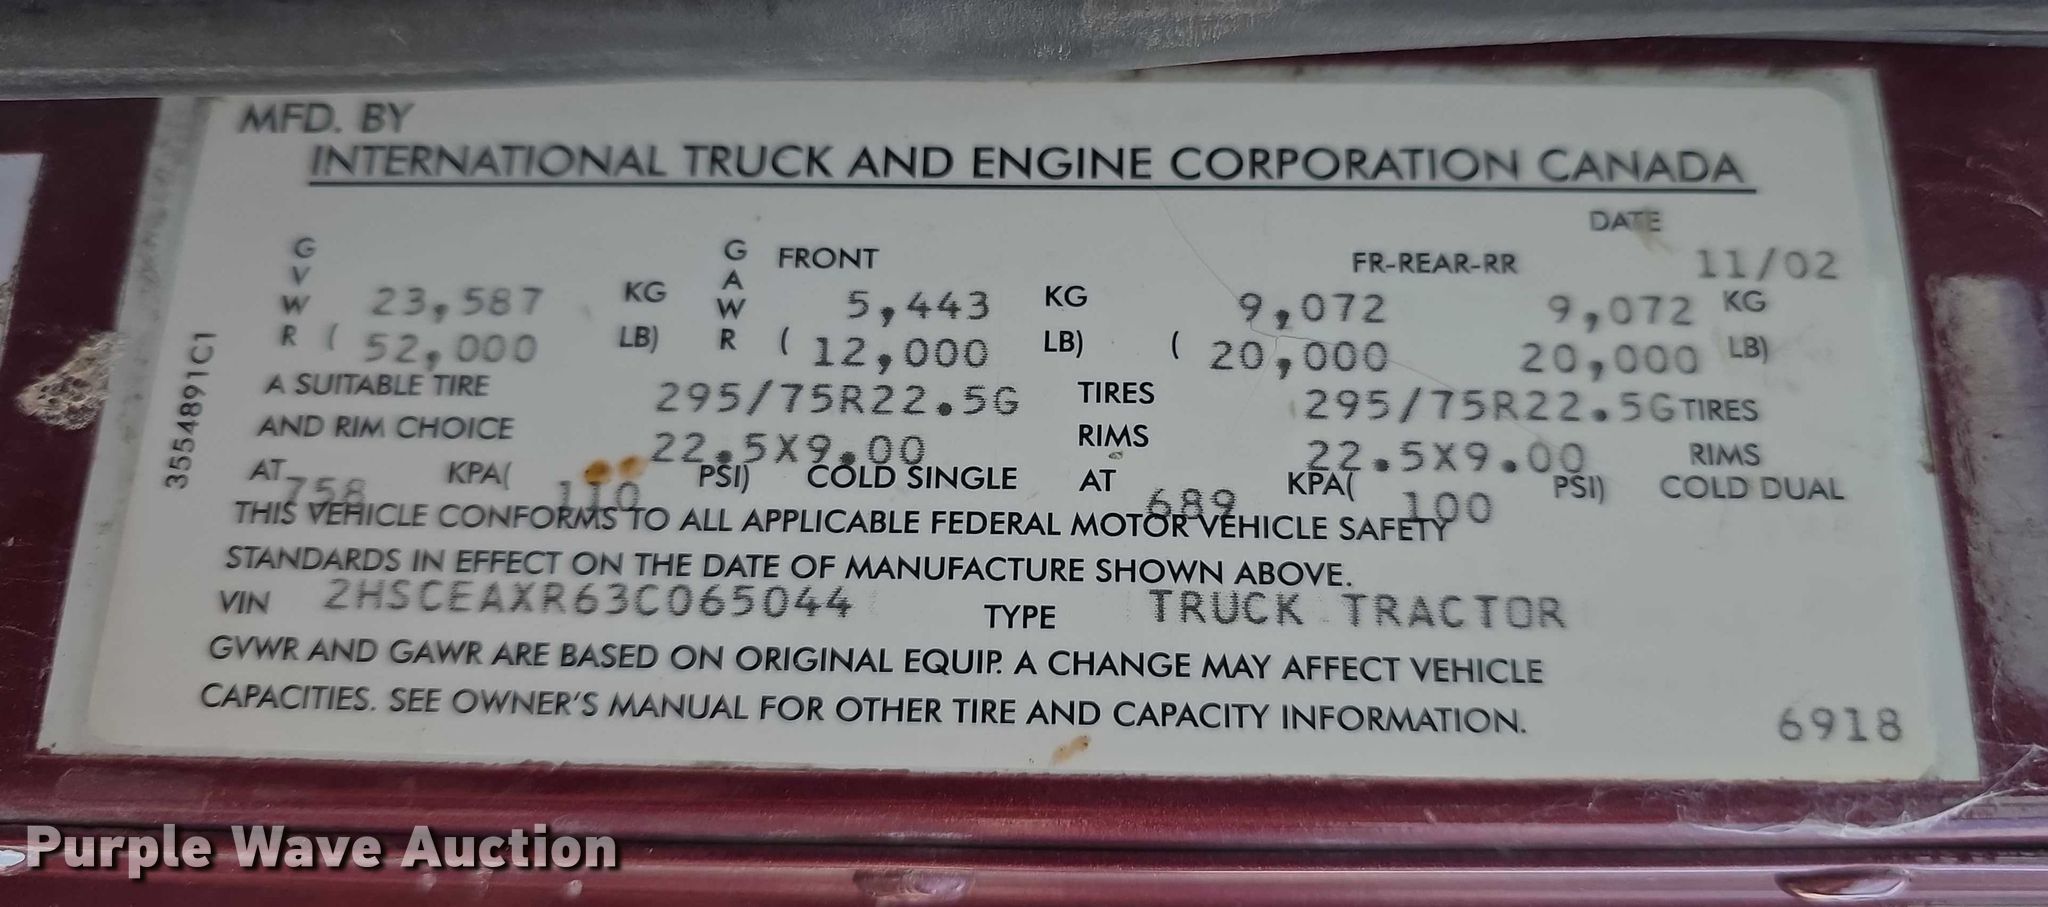 MFD. BY
INTERNATIONAL TRUCK AND ENGINE CORPORATION CANADA
DATE
GVWR GAWR FRONT FR-REAR-RR 11/02
23,587 KG 5,443 KG 9,072 9,072 KG
( 52,000 LB) ( 12,000 LB) ( 20,000 20,000 LB)
A SUITABLE TIRE 295/75R22.5G TIRES 295/75R22.5G TIRES
AND RIM CHOICE 22.5X9.00 RIMS 22.5X9.00 RIMS
AT 758 KPA( 110 PSI) COLD SINGLE AT 689 KPA( 100 PSI) COLD DUAL
THIS VEHICLE CONFORMS TO ALL APPLICABLE FEDERAL MOTOR VEHICLE SAFETY
STANDARDS IN EFFECT ON THE DATE OF MANUFACTURE SHOWN ABOVE.
VIN 2HSCEAXR63C065044 TYPE TRUCK TRACTOR
GVWR AND GAWR ARE BASED ON ORIGINAL EQUIP. A CHANGE MAY AFFECT VEHICLE
CAPACITIES. SEE OWNER'S MANUAL FOR OTHER TIRE AND CAPACITY INFORMATION.
6918
3554891C1
Purple Wave Auction